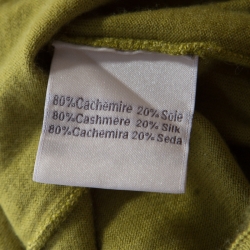 80%Cachemire 20% Soie
80%Cashmere 20% Silk
80%Cachemira 20% Seda